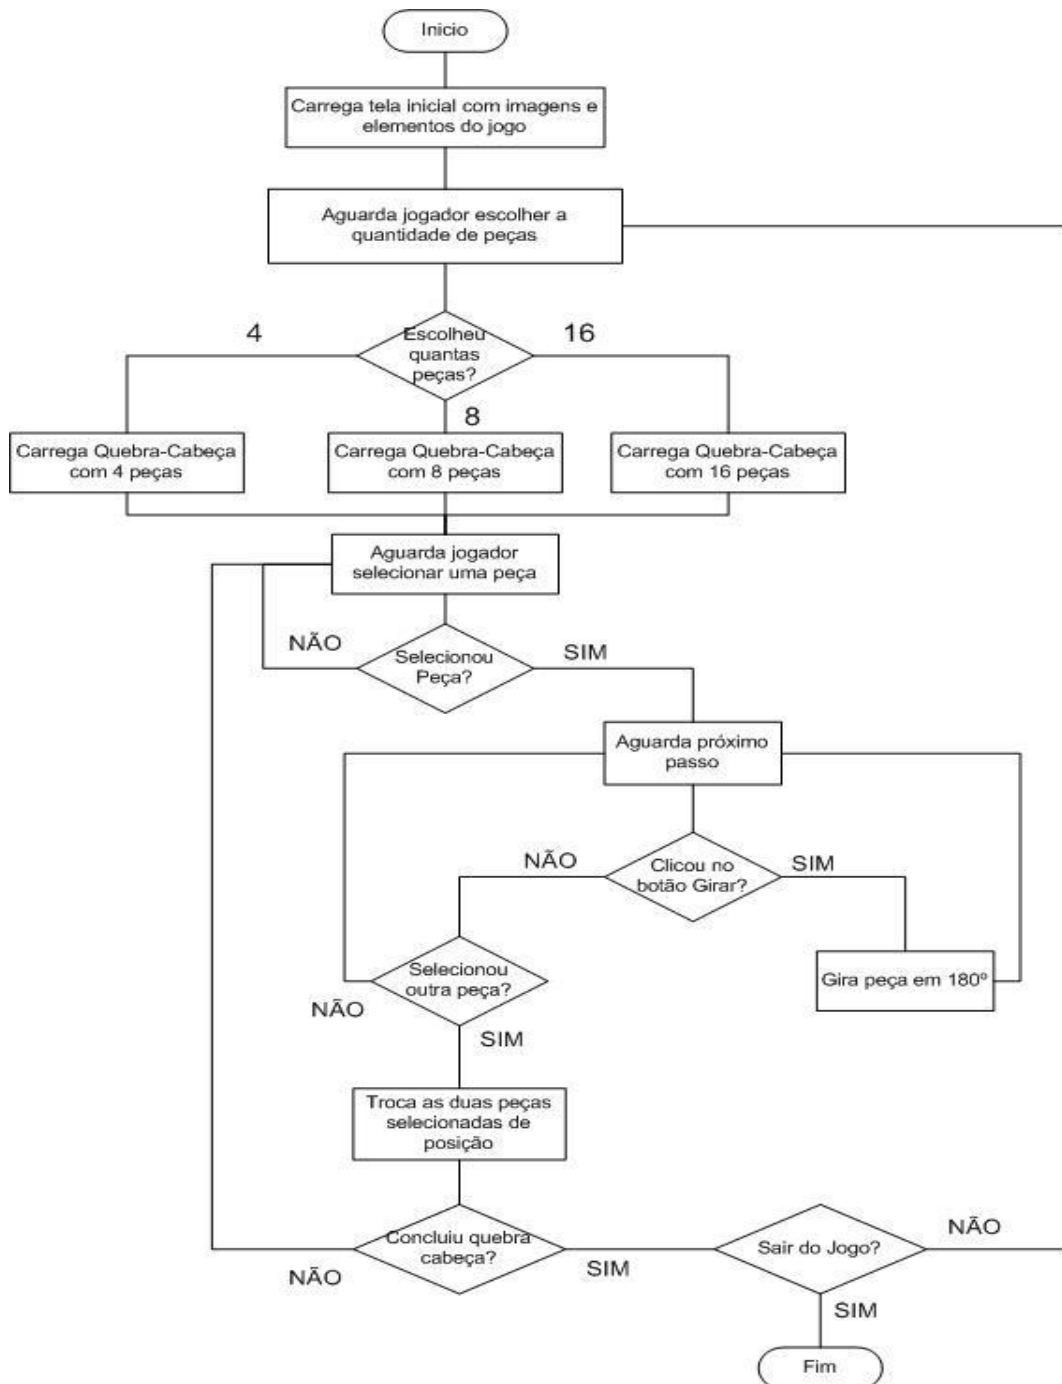 Inicio
Carrega tela inicial com imagens e
elementos do jogo
Aguarda jogador escolher a
quantidade de peças
4
Escolheu
quantas
peças?
16
8
Carrega Quebra-Cabeça
com 4 peças
Carrega Quebra-Cabeça
com 8 peças
Carrega Quebra-Cabeça
com 16 peças
Aguarda jogador
selecionar uma peça
NÃO
Selecionou
Peça?
SIM
Aguarda próximo
passo
NÃO
Clicou no
botão Girar?
SIM
Selecionou
outra peça?
NÃO
SIM
Gira peça em 180º
Troca as duas peças
selecionadas de
posição
Concluiu quebra
cabeça?
NÃO
SIM
Sair do Jogo?
NÃO
SIM
Fim